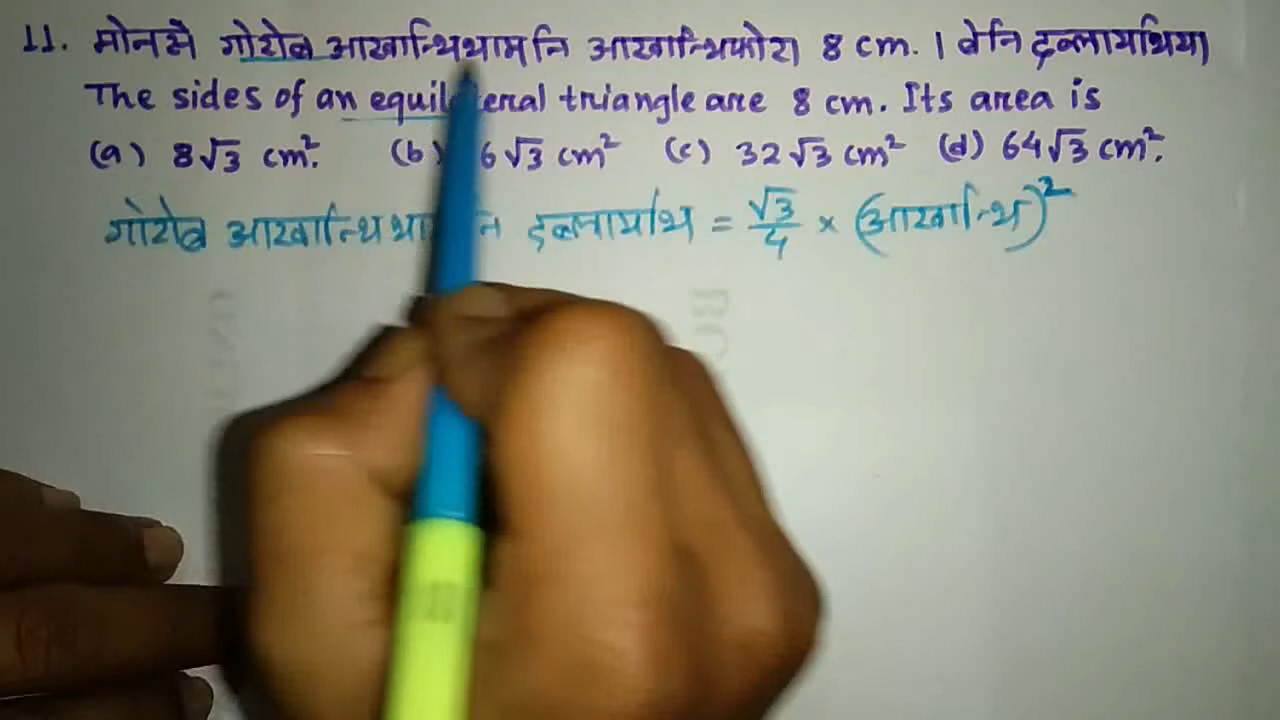 11. मोनसे गोरोब आखान्थिथामनि आखान्थिफोरा 8 cm. । बेनि दब्लायथिया
The sides of an equil eral triangle are 8 cm. Its area is
(a) 8√3 cm². (b) 6√3 cm² (c) 32√3 cm² (d) 64√3 cm².
गोरोब नि दब्लायथि = √3/4 × (आखान्थि)²